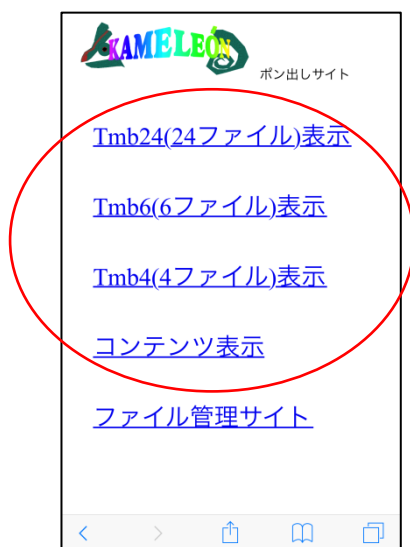 KAMELEÓN
ポン出しサイト
Tmb24(24ファイル)表示
Tmb6(6ファイル)表示
Tmb4(4ファイル)表示
コンテンツ表示
ファイル管理サイト